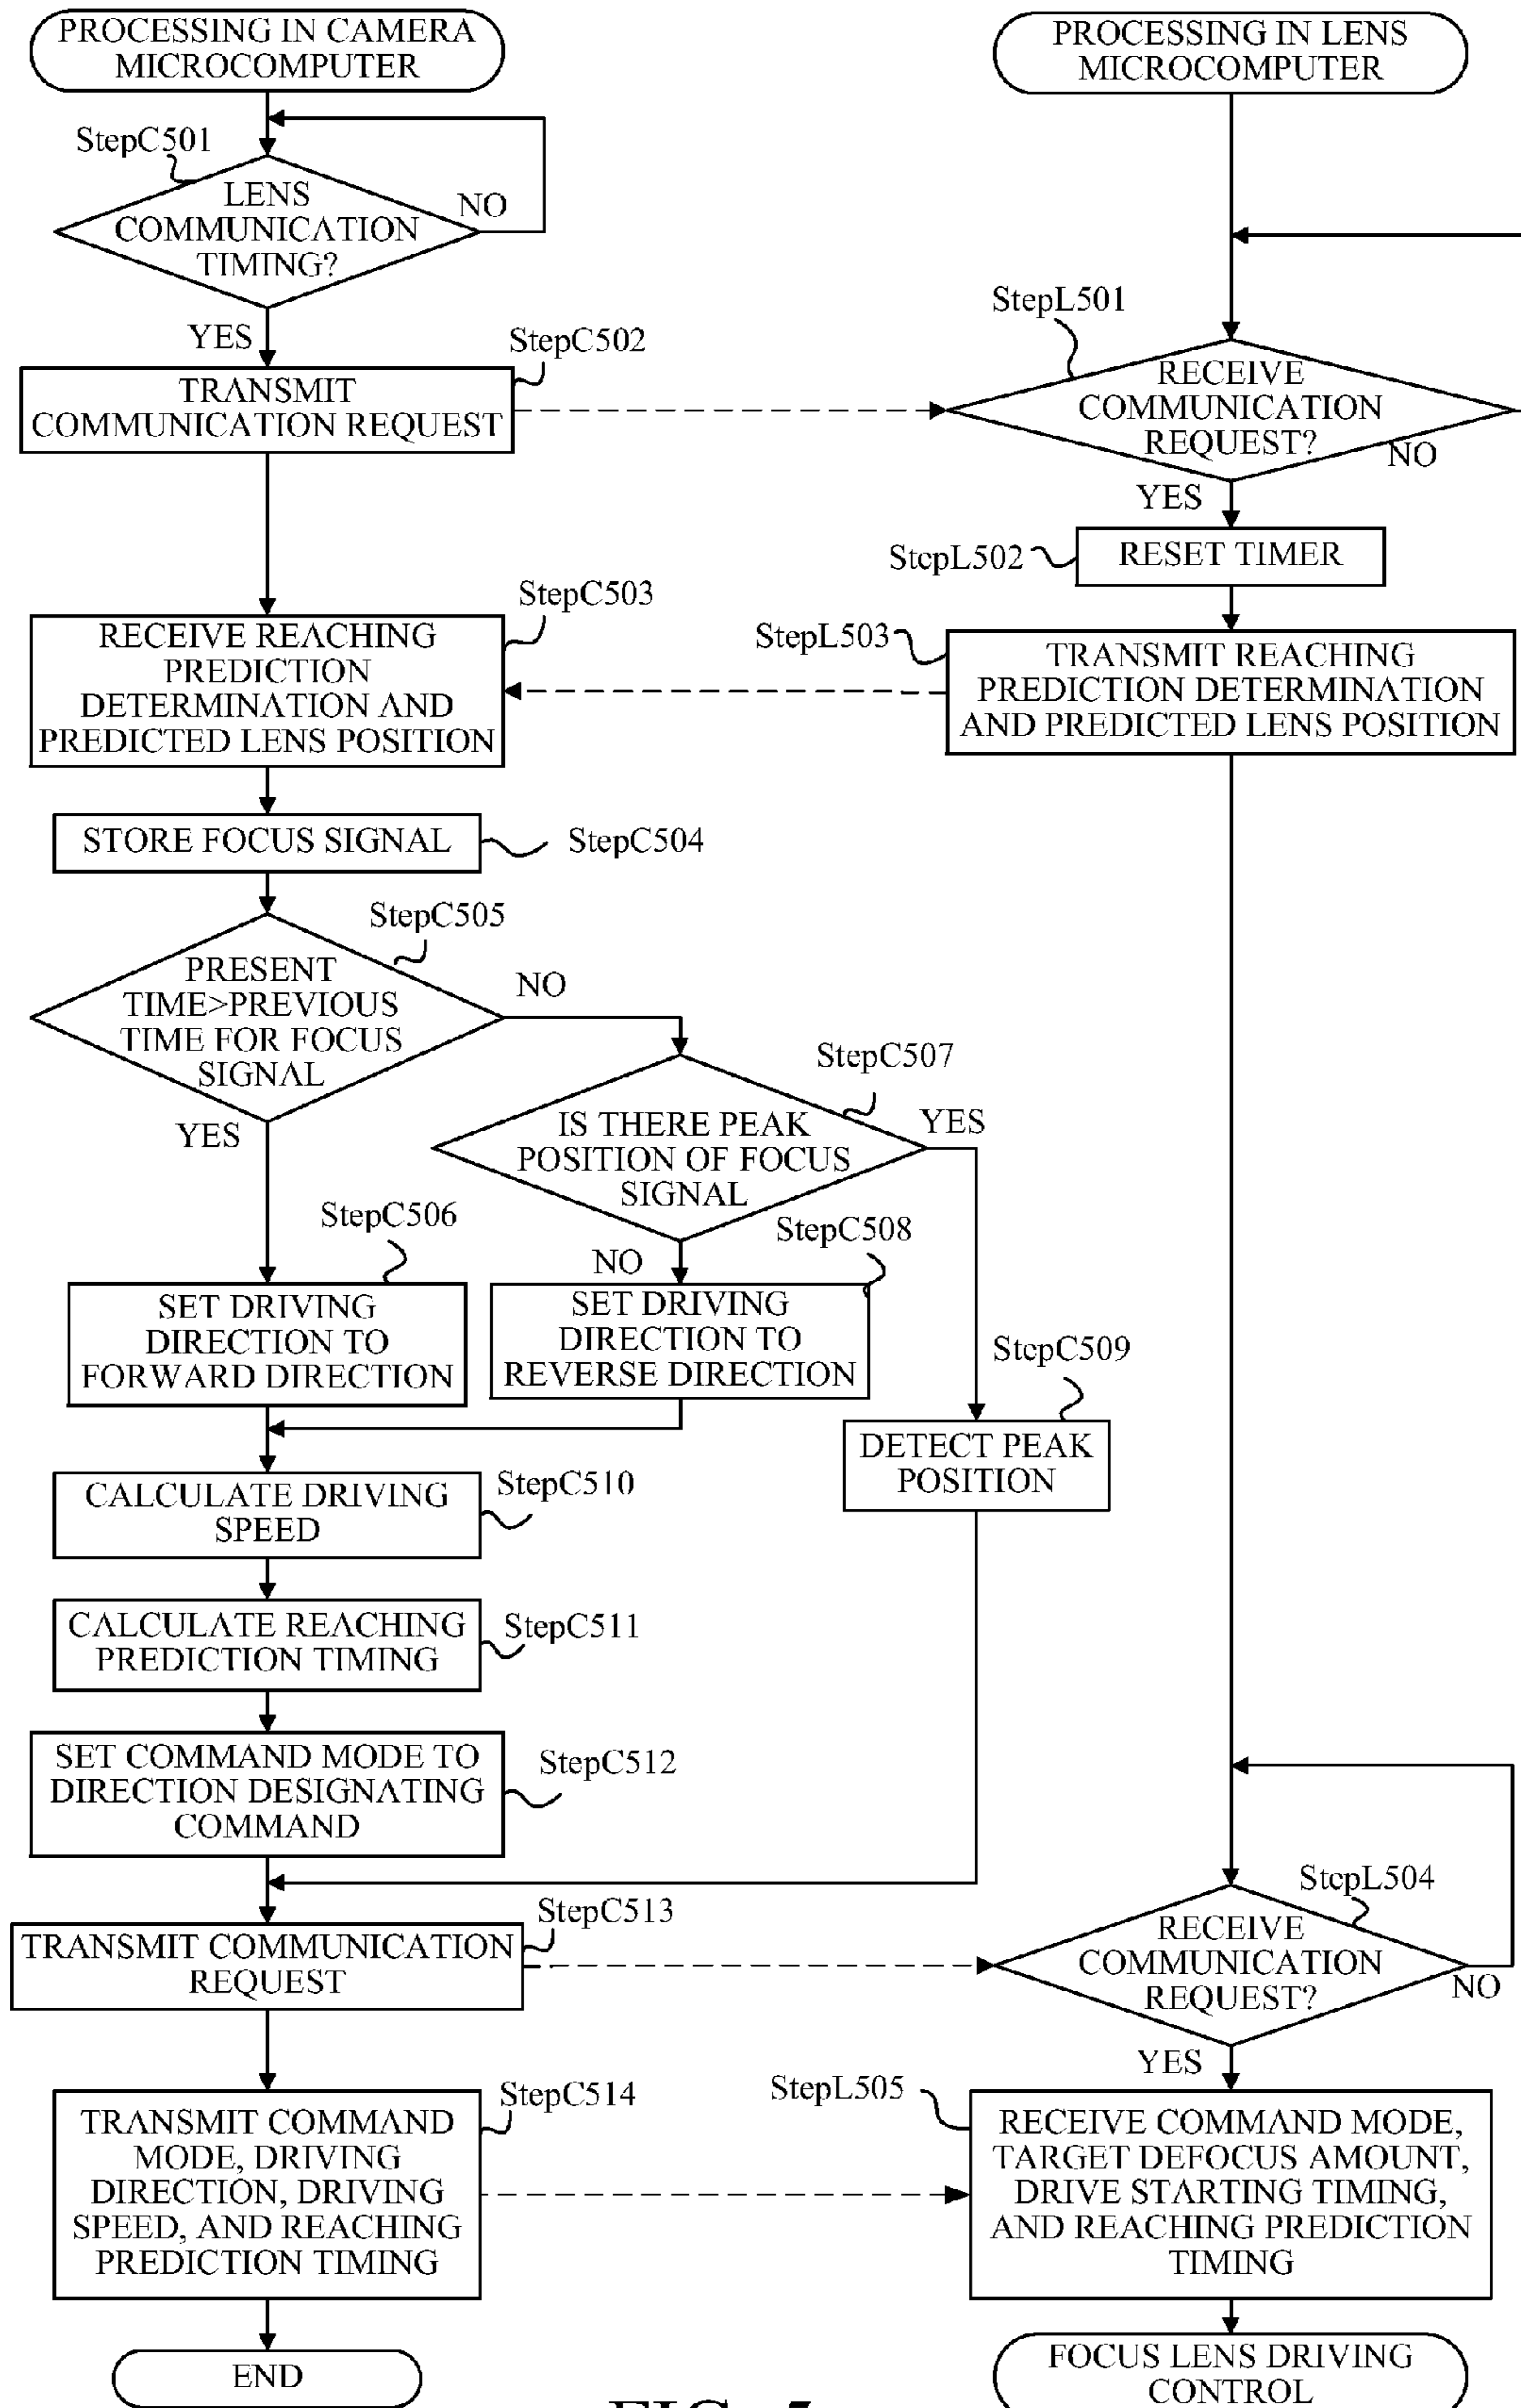 PROCESSING IN CAMERA
MICROCOMPUTER
StepC501
LENS
COMMUNICATION
TIMING?
NO
YES
StepC502
TRANSMIT
COMMUNICATION REQUEST
StepC503
RECEIVE REACHING
PREDICTION
DETERMINATION AND
PREDICTED LENS POSITION
STORE FOCUS SIGNAL
StepC504
StepC505
PRESENT
TIME>PREVIOUS
TIME FOR FOCUS
SIGNAL
NO
YES
StepC507
IS THERE PEAK
POSITION OF FOCUS
SIGNAL
YES
NO
StepC506
SET DRIVING
DIRECTION TO
FORWARD DIRECTION
StepC508
SET DRIVING
DIRECTION TO
REVERSE DIRECTION
StepC509
DETECT PEAK
POSITION
CALCULATE DRIVING
SPEED
StepC510
CALCULATE REACHING
PREDICTION TIMING
StepC511
SET COMMAND MODE TO
DIRECTION DESIGNATING
COMMAND
StepC512
StepC513
TRANSMIT COMMUNICATION
REQUEST
StepC514
TRANSMIT COMMAND
MODE, DRIVING
DIRECTION, DRIVING
SPEED, AND REACHING
PREDICTION TIMING
END
PROCESSING IN LENS
MICROCOMPUTER
StepL501
RECEIVE
COMMUNICATION
REQUEST?
NO
YES
StepL502
RESET TIMER
StepL503
TRANSMIT REACHING
PREDICTION DETERMINATION
AND PREDICTED LENS POSITION
StepL504
RECEIVE
COMMUNICATION
REQUEST?
NO
YES
StepL505
RECEIVE COMMAND MODE,
TARGET DEFOCUS AMOUNT,
DRIVE STARTING TIMING,
AND REACHING PREDICTION
TIMING
FOCUS LENS DRIVING
CONTROL